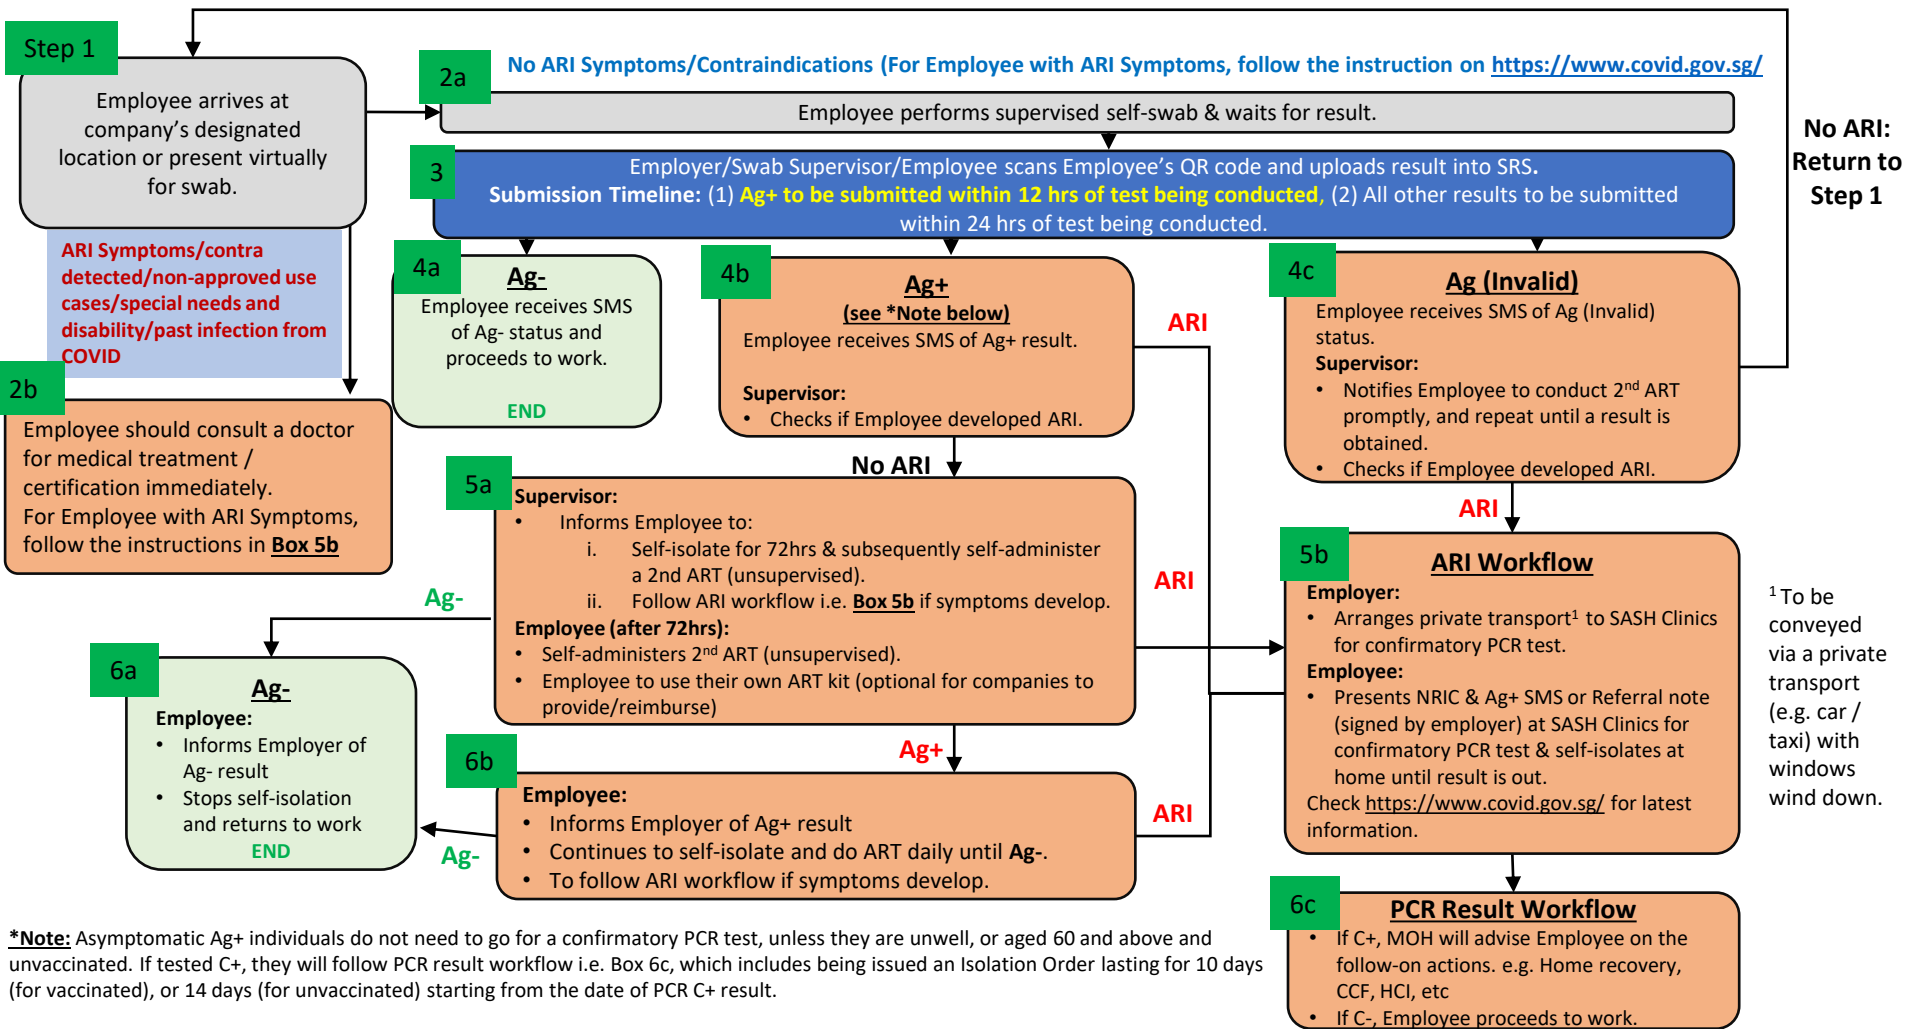 Step 1
Employee arrives at
company's designated
location or present virtually
for swab.
2a
No ARI Symptoms/Contraindications (For Employee with ARI Symptoms, follow the instruction on https://www.covid.gov.sg/
Employee performs supervised self-swab & waits for result.
No ARI:
Return to
Step 1
3
Employer/Swab Supervisor/Employee scans Employee's QR code and uploads result into SRS.
Submission Timeline: (1) Ag+ to be submitted within 12 hrs of test being conducted, (2) All other results to be submitted
within 24 hrs of test being conducted.
ARI Symptoms/contra
detected/non-approved use
cases/special needs and
disability/past infection from
COVID
2b
Employee should consult a doctor
for medical treatment /
certification immediately.
For Employee with ARI Symptoms,
follow the instructions in Box 5b
4a
Ag-
Employee receives SMS
of Ag- status and
proceeds to work.
END
4b
Ag+
(see *Note below)
Employee receives SMS of Ag+ result.
Supervisor:
• Checks if Employee developed ARI.
ARI
4c
Ag (Invalid)
Employee receives SMS of Ag (Invalid)
status.
Supervisor:
• Notifies Employee to conduct 2nd ART
promptly, and repeat until a result is
obtained.
• Checks if Employee developed ARI.
No ARI
5a
Supervisor:
• Informs Employee to:
i. Self-isolate for 72hrs & subsequently self-administer
a 2nd ART (unsupervised).
ii. Follow ARI workflow i.e. Box 5b if symptoms develop.
Employee (after 72hrs):
• Self-administers 2nd ART (unsupervised).
• Employee to use their own ART kit (optional for companies to
provide/reimburse)
ARI
ARI
5b
ARI Workflow
Employer:
• Arranges private transport1 to SASH Clinics
for confirmatory PCR test.
Employee:
• Presents NRIC & Ag+ SMS or Referral note
(signed by employer) at SASH Clinics for
confirmatory PCR test & self-isolates at
home until result is out.
Check https://www.covid.gov.sg/ for latest
information.
1 To be
conveyed
via a private
transport
(e.g. car /
taxi) with
windows
wind down.
Ag-
6a
Ag-
Employee:
• Informs Employer of
Ag- result
• Stops self-isolation
and returns to work
END
Ag+
6b
Employee:
• Informs Employer of Ag+ result
• Continues to self-isolate and do ART daily until Ag-.
• To follow ARI workflow if symptoms develop.
Ag-
ARI
6c
PCR Result Workflow
• If C+, MOH will advise Employee on the
follow-on actions. e.g. Home recovery,
CCF, HCI, etc
• If C-, Employee proceeds to work.
*Note: Asymptomatic Ag+ individuals do not need to go for a confirmatory PCR test, unless they are unwell, or aged 60 and above and
unvaccinated. If tested C+, they will follow PCR result workflow i.e. Box 6c, which includes being issued an Isolation Order lasting for 10 days
(for vaccinated), or 14 days (for unvaccinated) starting from the date of PCR C+ result.